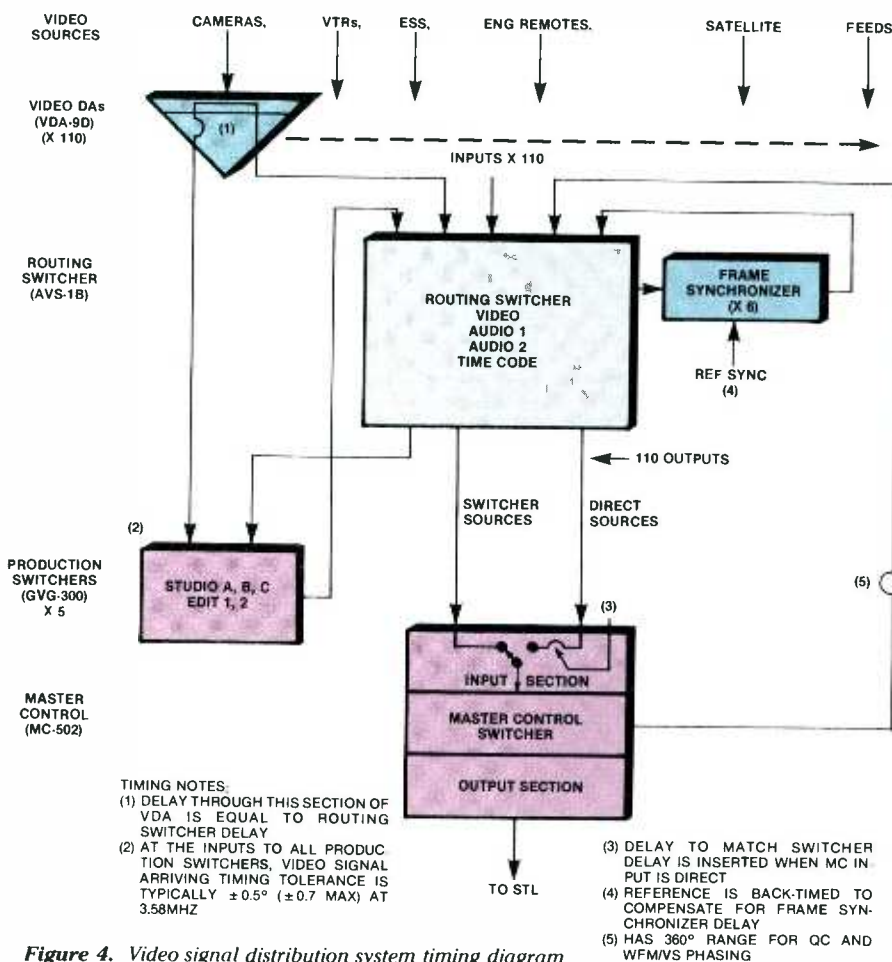 VIDEO SOURCES
CAMERAS,
VTRs,
ESS,
ENG REMOTES.
SATELLITE
FEEDS
VIDEO DAs
(VDA-9D)
(X 110)
(1)
INPUTS X 110
ROUTING
SWITCHER
(AVS-1B)
ROUTING SWITCHER
VIDEO
AUDIO 1
AUDIO 2
TIME CODE
FRAME
SYNCHRONIZER
(X 6)
REF SYNC
(4)
110 OUTPUTS
SWITCHER
SOURCES
DIRECT
SOURCES
(2)
PRODUCTION
SWITCHERS
(GVG-300)
X 5
STUDIO A, B, C
EDIT 1, 2
(3)
(5)
INPUT SECTION
MASTER
CONTROL
(MC-502)
MASTER CONTROL
SWITCHER
OUTPUT SECTION
TO STL
TIMING NOTES:
(1) DELAY THROUGH THIS SECTION OF
VDA IS EQUAL TO ROUTING
SWITCHER DELAY
(2) AT THE INPUTS TO ALL PRODUC-
TION SWITCHERS, VIDEO SIGNAL
ARRIVING TIMING TOLERANCE IS
TYPICALLY ±0.5° (±0.7 MAX) AT
3.58MHZ
(3) DELAY TO MATCH SWITCHER
DELAY IS INSERTED WHEN MC IN-
PUT IS DIRECT
(4) REFERENCE IS BACK-TIMED TO
COMPENSATE FOR FRAME SYN-
CHRONIZER DELAY
(5) HAS 360° RANGE FOR QC AND
WFM/VS PHASING
Figure 4. Video signal distribution system timing diagram